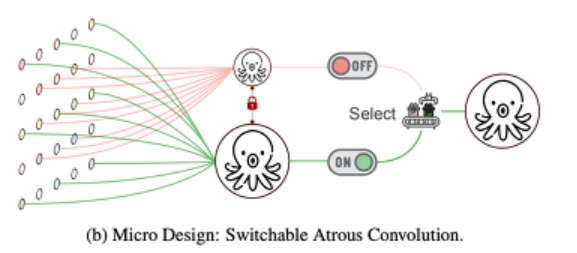 OFF
Select
ON
(b) Micro Design: Switchable Atrous Convolution.